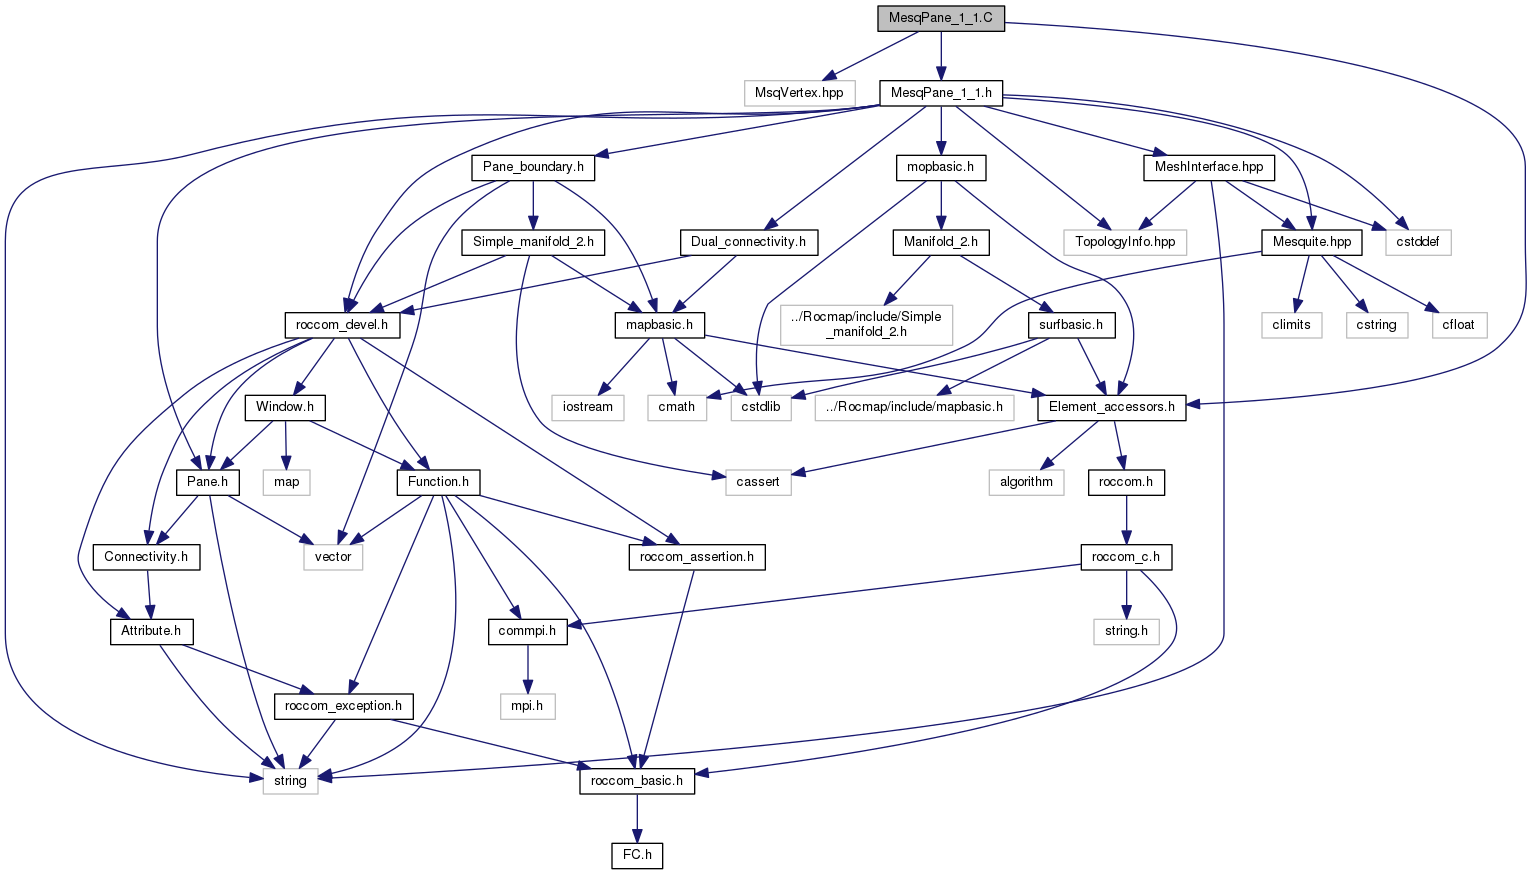 MesqPane_1_1.C
MsqVertex.hpp
MesqPane_1_1.h
Pane_boundary.h
mopbasic.h
MeshInterface.hpp
Simple_manifold_2.h
Dual_connectivity.h
Manifold_2.h
TopologyInfo.hpp
Mesquite.hpp
cstddef
roccom_devel.h
mapbasic.h
../Rocmap/include/Simple
_manifold_2.h
surfbasic.h
climits
cstring
cfloat
Window.h
iostream
cmath
cstdlib
../Rocmap/include/mapbasic.h
Element_accessors.h
Pane.h
map
Function.h
cassert
algorithm
roccom.h
Connectivity.h
vector
roccom_assertion.h
roccom_c.h
Attribute.h
commpi.h
string.h
roccom_exception.h
mpi.h
string
roccom_basic.h
FC.h